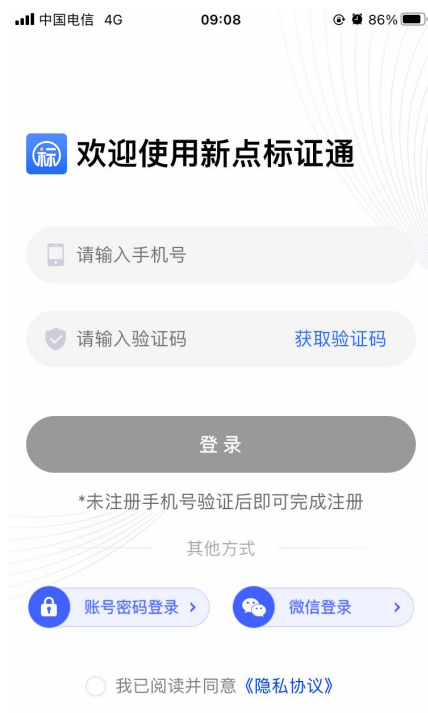 中国电信 4G 09:08 86%
标 欢迎使用新点标证通
请输入手机号
请输入验证码 获取验证码
登录
*未注册手机号验证后即可完成注册
其他方式
账号密码登录 > 微信登录 >
我已阅读并同意《隐私协议》